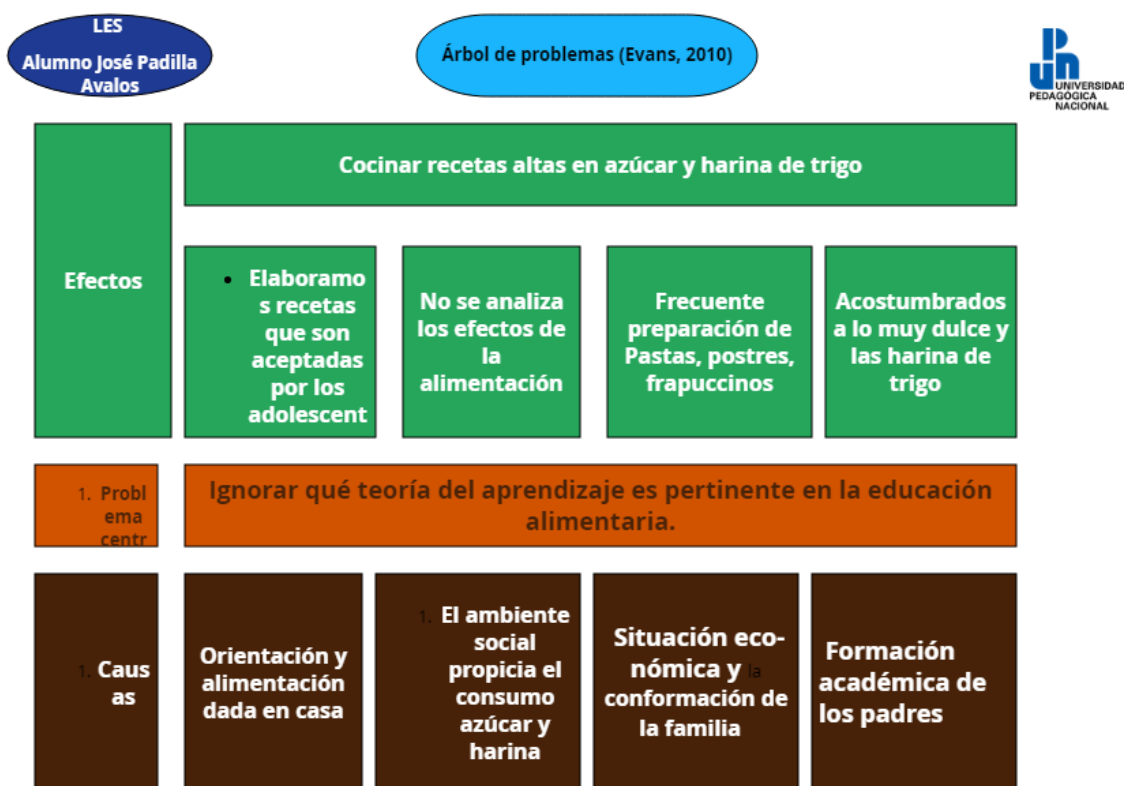 LES
Alumno José Padilla
Avalos
Árbol de problemas (Evans, 2010)
UNIVERSIDAD
PEDAGÓGICA
NACIONAL
Efectos
Cocinar recetas altas en azúcar y harina de trigo
• Elaboramo
s recetas
que son
aceptadas
por los
adolescent
No se analiza
los efectos de
la
alimentación
Frecuente
preparación de
Pastas, postres,
frapuccinos
Acostumbrados
a lo muy dulce y
las harina de
trigo
1. Probl
ema
centr
Ignorar qué teoría del aprendizaje es pertinente en la educación
alimentaria.
1. Caus
as
Orientación y
alimentación
dada en casa
1. El ambiente
social
propicia el
consumo
azúcar y
harina
Situación eco-
nómica y la
conformación de
la familia
Formación
académica de
los padres